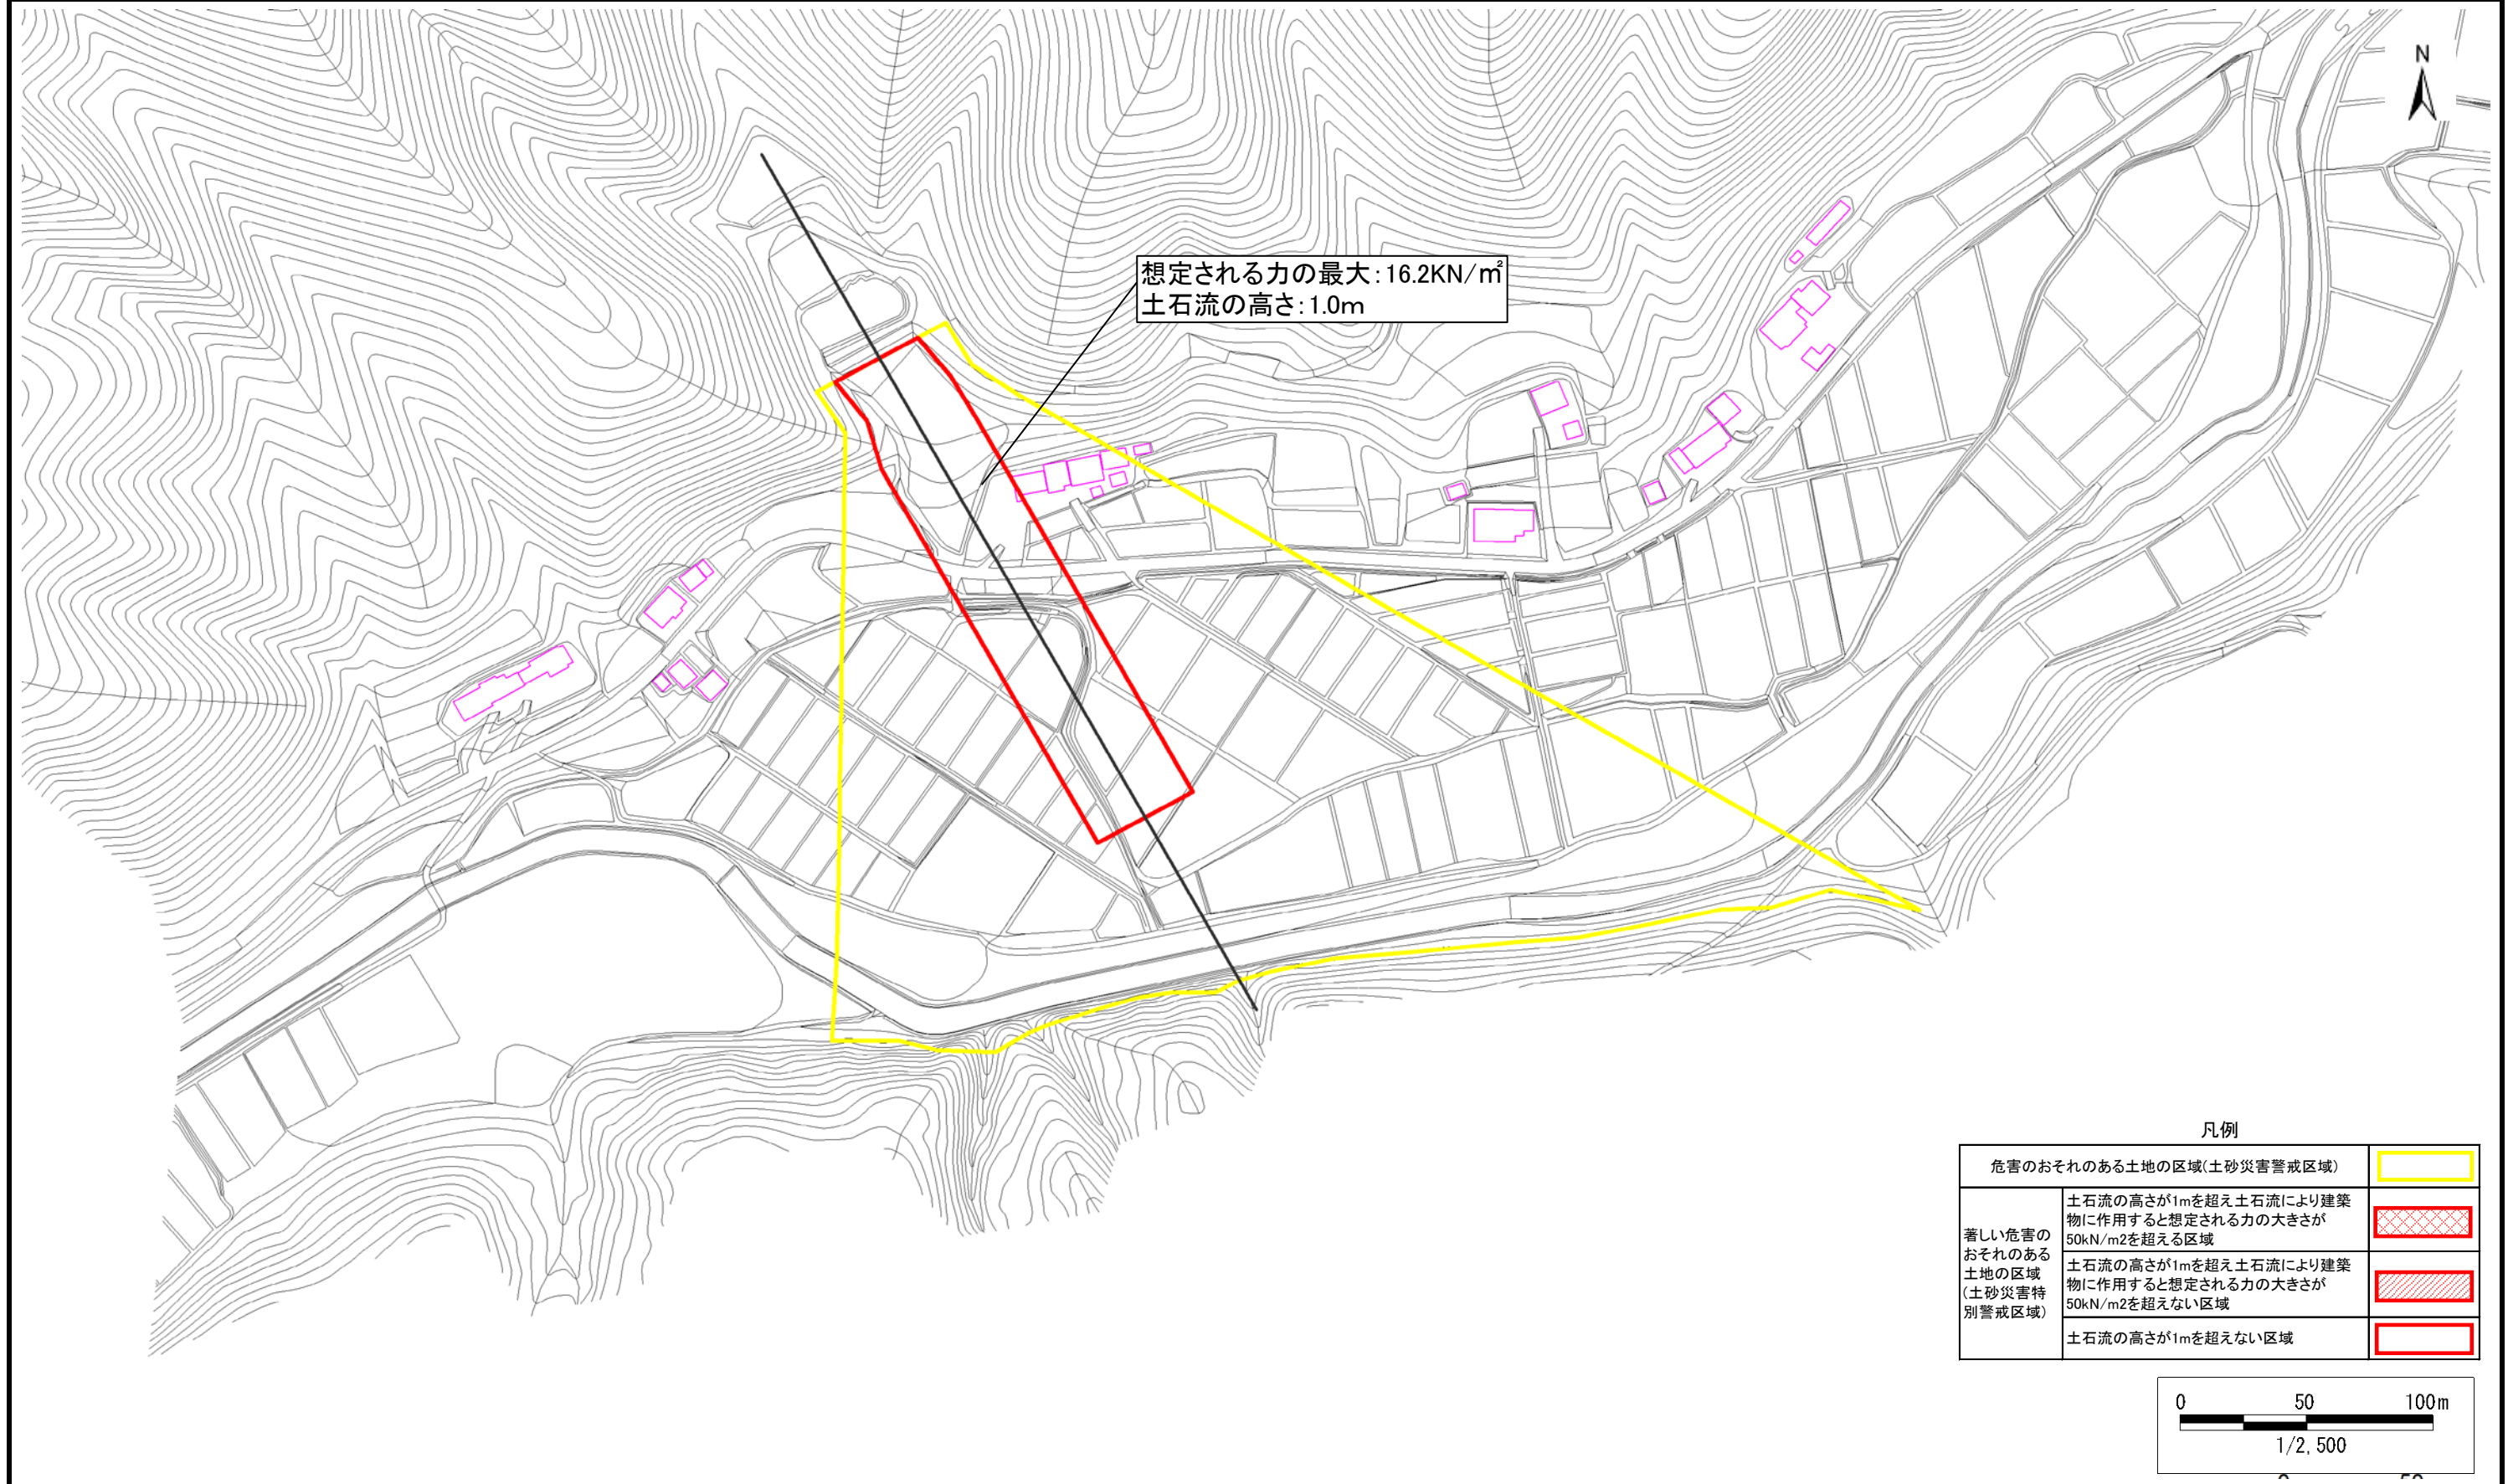 N
想定される力の最大:16.2KN/㎡
土石流の高さ:1.0m
凡例
危害のおそれのある土地の区域(土砂災害警戒区域)
著しい危害の
おそれのある
土地の区域
(土砂災害特
別警戒区域)
土石流の高さが1mを超え土石流により建築
物に作用すると想定される力の大きさが
50kN/m2を超える区域
土石流の高さが1mを超え土石流により建築
物に作用すると想定される力の大きさが
50kN/m2を超えない区域
土石流の高さが1mを超えない区域
0 50 100m
1/2,500